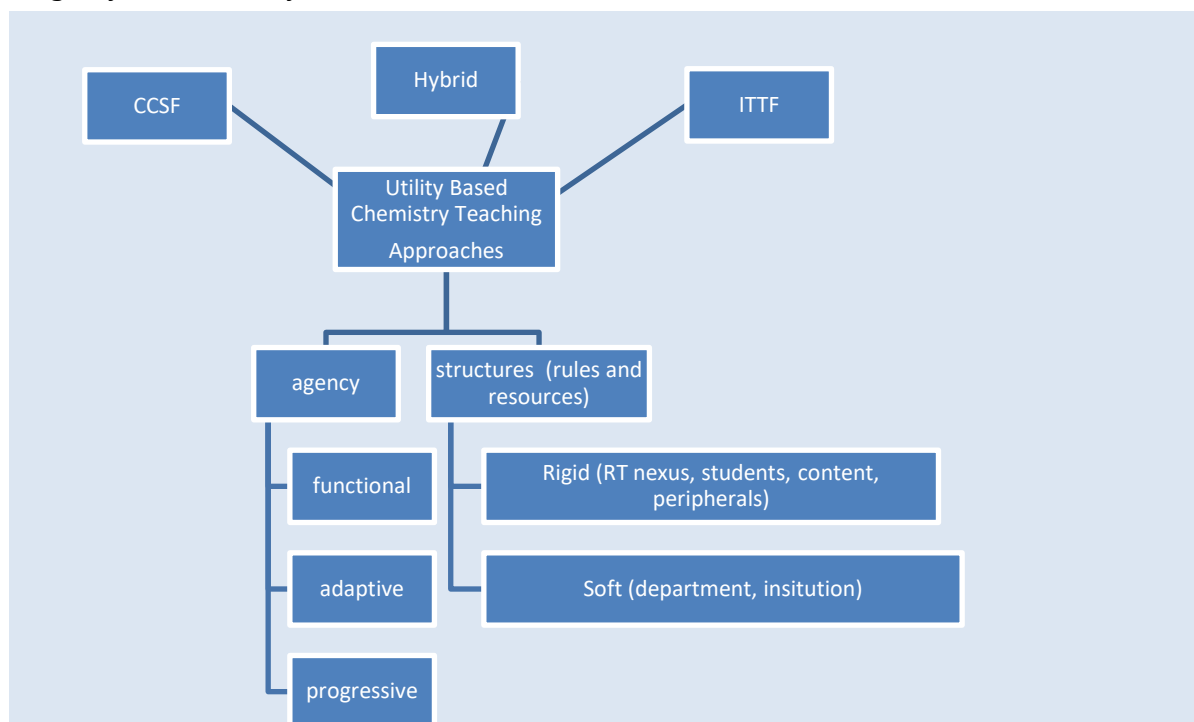 CCSF
Hybrid
ITTF
Utility Based
Chemistry Teaching
Approaches
agency
structures (rules and
resources)
functional
Rigid (RT nexus, students, content,
peripherals)
adaptive
Soft (department, insitution)
progressive